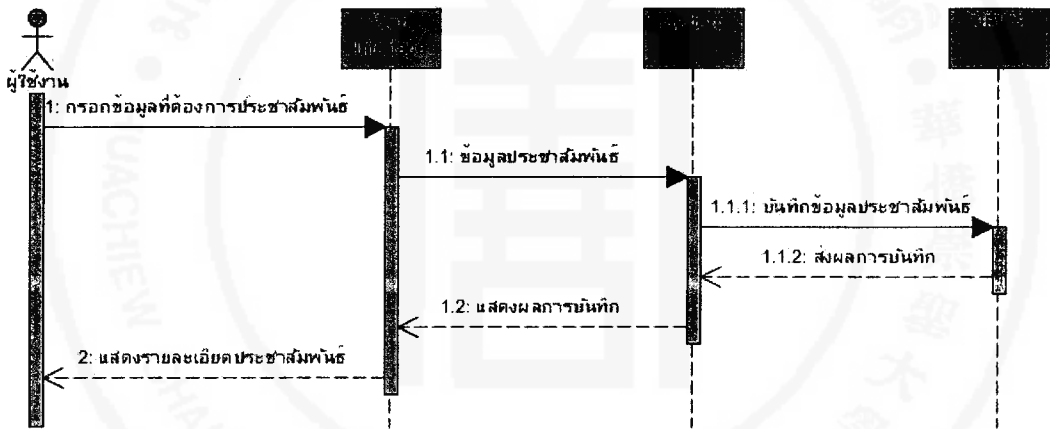 ผู้ใช้งาน
1: กรอกข้อมูลที่ต้องการประชาสัมพันธ์
1.1: ข้อมูลประชาสัมพันธ์
1.1.1: บันทึกข้อมูลประชาสัมพันธ์
1.1.2: ส่งผลการบันทึก
1.2: แสดงผลการบันทึก
2: แสดงรายละเอียดประชาสัมพันธ์